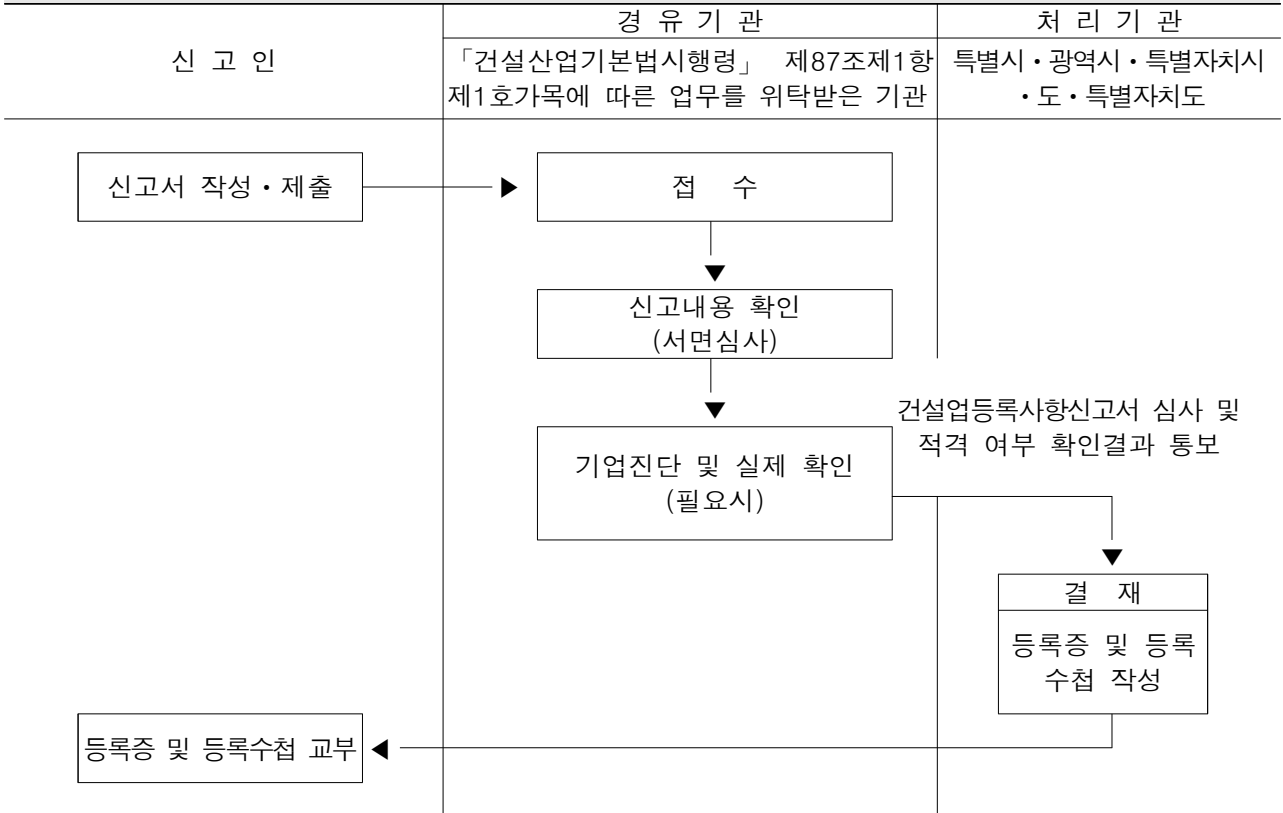 신 고 인
경 유 기 관
「건설산업기본법시행령」 제87조제1항
제1호가목에 따른 업무를 위탁받은 기관
처 리 기 관
특별시・광역시・특별자치시
・도・특별자치도
신고서 작성・제출
접 수
신고내용 확인
(서면심사)
기업진단 및 실제 확인
(필요시)
건설업등록사항신고서 심사 및
적격 여부 확인결과 통보
결 재
등록증 및 등록
수첩 작성
등록증 및 등록수첩 교부